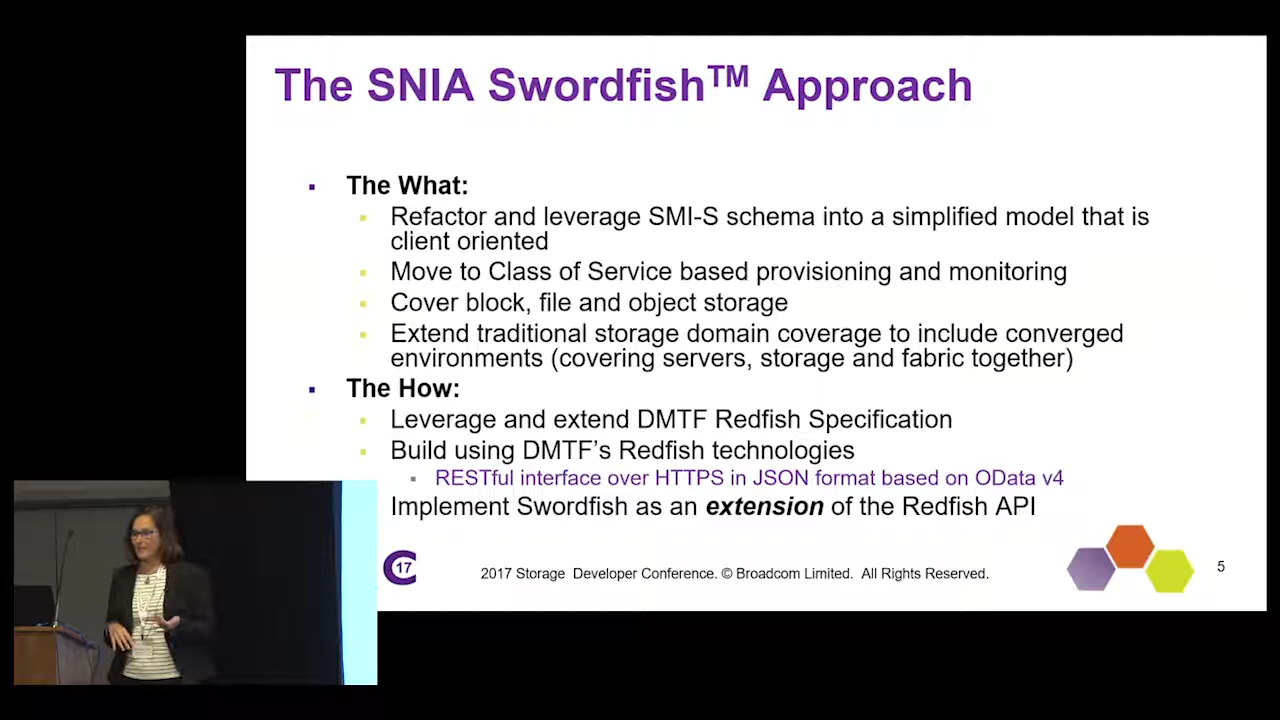 The SNIA Swordfish™ Approach
The What:
Refactor and leverage SMI-S schema into a simplified model that is
client oriented
Move to Class of Service based provisioning and monitoring
Cover block, file and object storage
Extend traditional storage domain coverage to include converged
environments (covering servers, storage and fabric together)
The How:
Leverage and extend DMTF Redfish Specification
Build using DMTF's Redfish technologies
RESTful interface over HTTPS in JSON format based on OData v4
Implement Swordfish as an extension of the Redfish API
17
2017 Storage Developer Conference. © Broadcom Limited. All Rights Reserved.
5